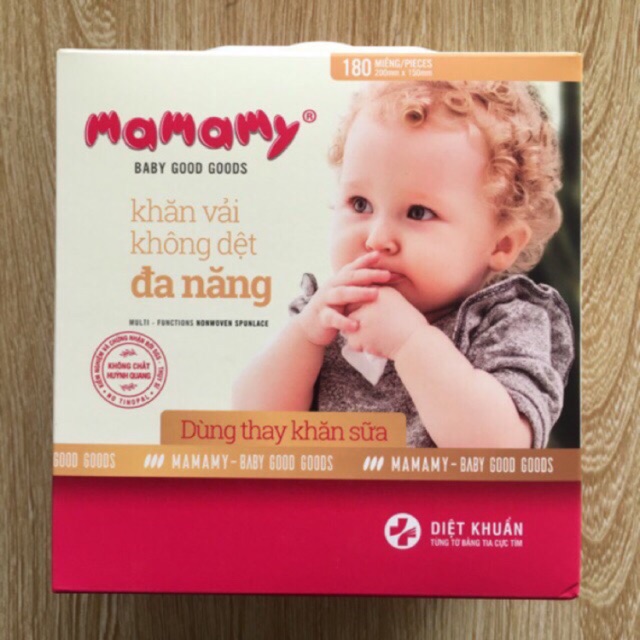 180 MIẾNG/PIECES
200mm x 150mm
mamamy®
BABY GOOD GOODS
khăn vải
không dệt
đa năng
MULTI - FUNCTIONS NONWOVEN SPUNLACE
KHÔNG CHẤT
HUỲNH QUANG
Dùng thay khăn sữa
GOOD GOODS MAMAMY - BABY GOOD GOODS MAMAMY - BABY GOOD GOODS
DIỆT KHUẨN
TỪNG TỜ BẰNG TIA CỰC TÍM